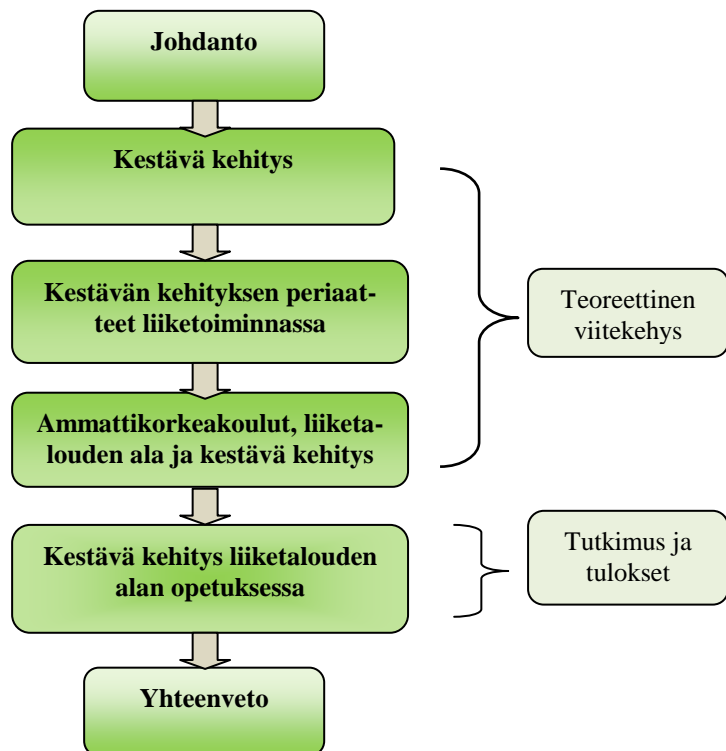 Johdanto
Kestävä kehitys
Kestävän kehityksen periaat-
teet liiketoiminnassa
Teoreettinen
viitekehys
Ammattikorkeakoulut, liiketa-
louden ala ja kestävä kehitys
Kestävä kehitys liiketalouden
alan opetuksessa
Tutkimus ja
tulokset
Yhteenveto